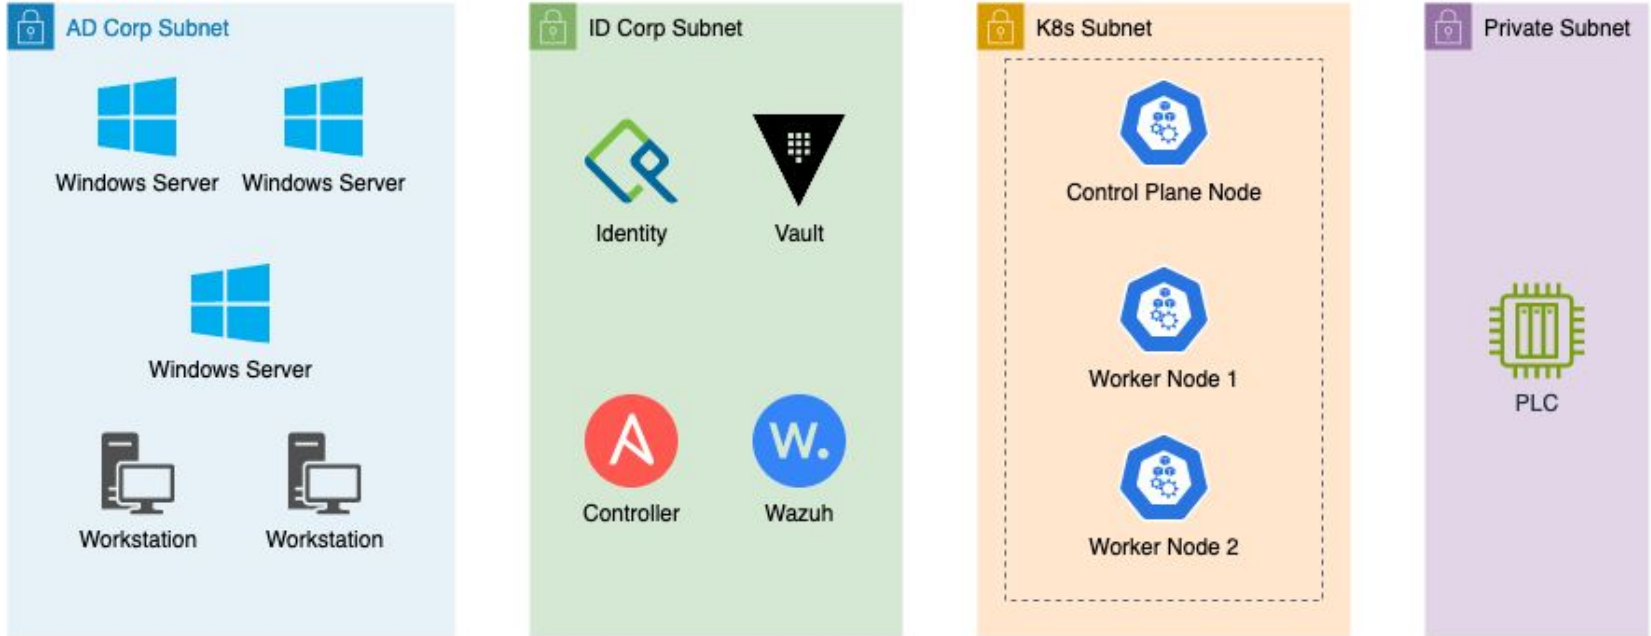 AD Corp Subnet
Windows Server
Windows Server
Windows Server
Workstation
Workstation
ID Corp Subnet
Identity
Vault
Controller
W.
Wazuh
K8s Subnet
Control Plane Node
Worker Node 1
Worker Node 2
Private Subnet
PLC